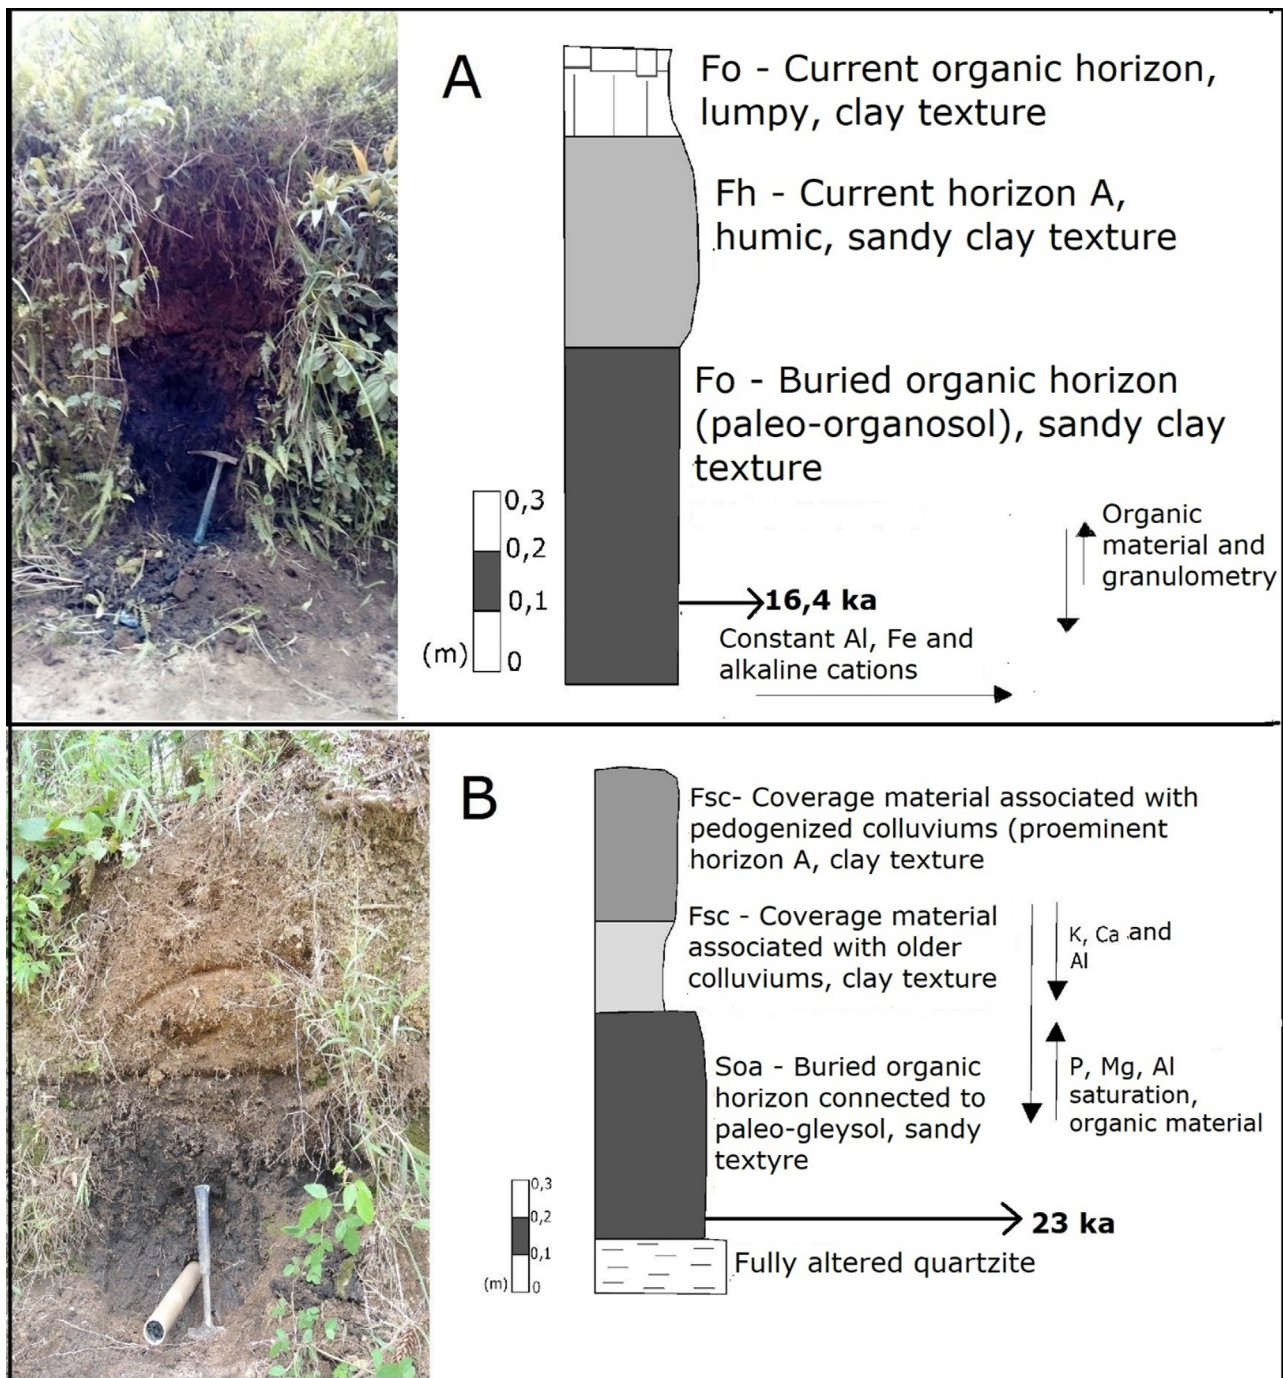 A
Fo - Current organic horizon,
lumpy, clay texture
Fh - Current horizon A,
humic, sandy clay texture
Fo - Buried organic horizon
(paleo-organosol), sandy clay
texture
0,3
0,2
0,1
(m) 0
16,4 ka
Constant Al, Fe and
alkaline cations
Organic
material and
granulometry
B
Fsc- Coverage material associated with
pedogenized colluviums (proeminent
horizon A, clay texture
Fsc - Coverage material
associated with older
colluviums, clay texture
K, Ca and
Al
Soa - Buried organic
horizon connected to
paleo-gleysol, sandy
textyre
P, Mg, Al
saturation,
organic material
0,3
0,2
0,1
(m) 0
23 ka
Fully altered quartzite